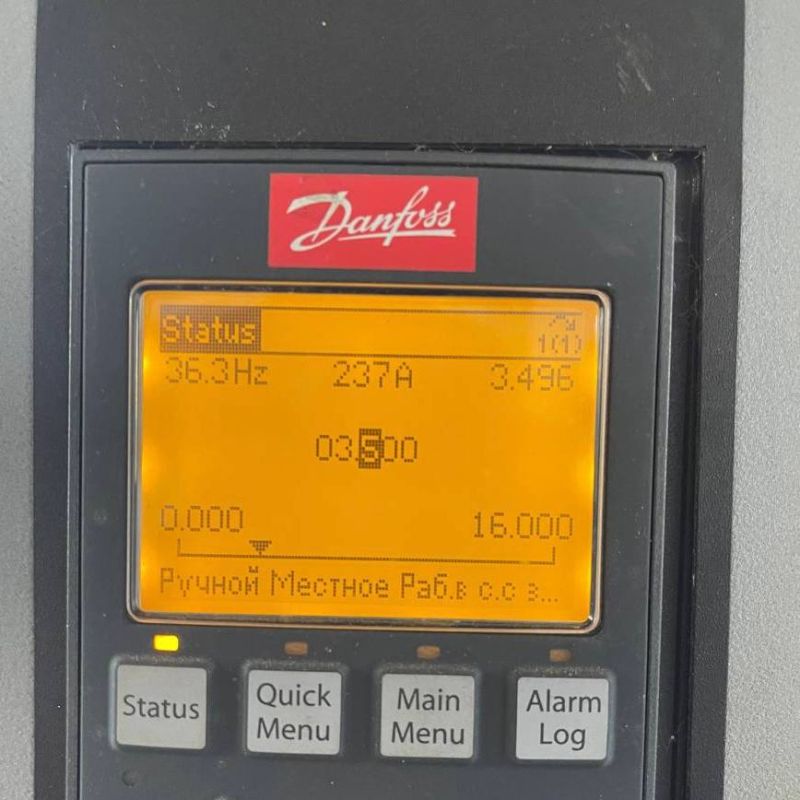 Danfoss
Status
1(1)
36.3Hz 237A 3.496
03.500
0.000 16.000
Ручной Местное Раб.в с.с з...
Status Quick Menu Main Menu Alarm Log